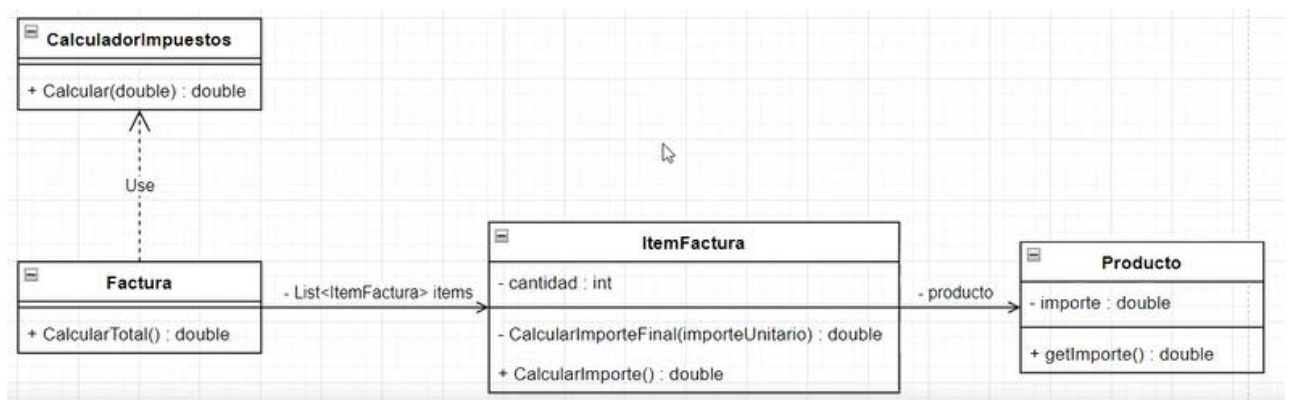 CalculadorImpuestos
+ Calcular(double) : double
Use
Factura
+ CalcularTotal() : double
- List<ItemFactura> items
ItemFactura
- cantidad : int
- CalcularImporteFinal(importeUnitario) : double
+ CalcularImporte() : double
- producto
Producto
- importe : double
+ getImporte() : double